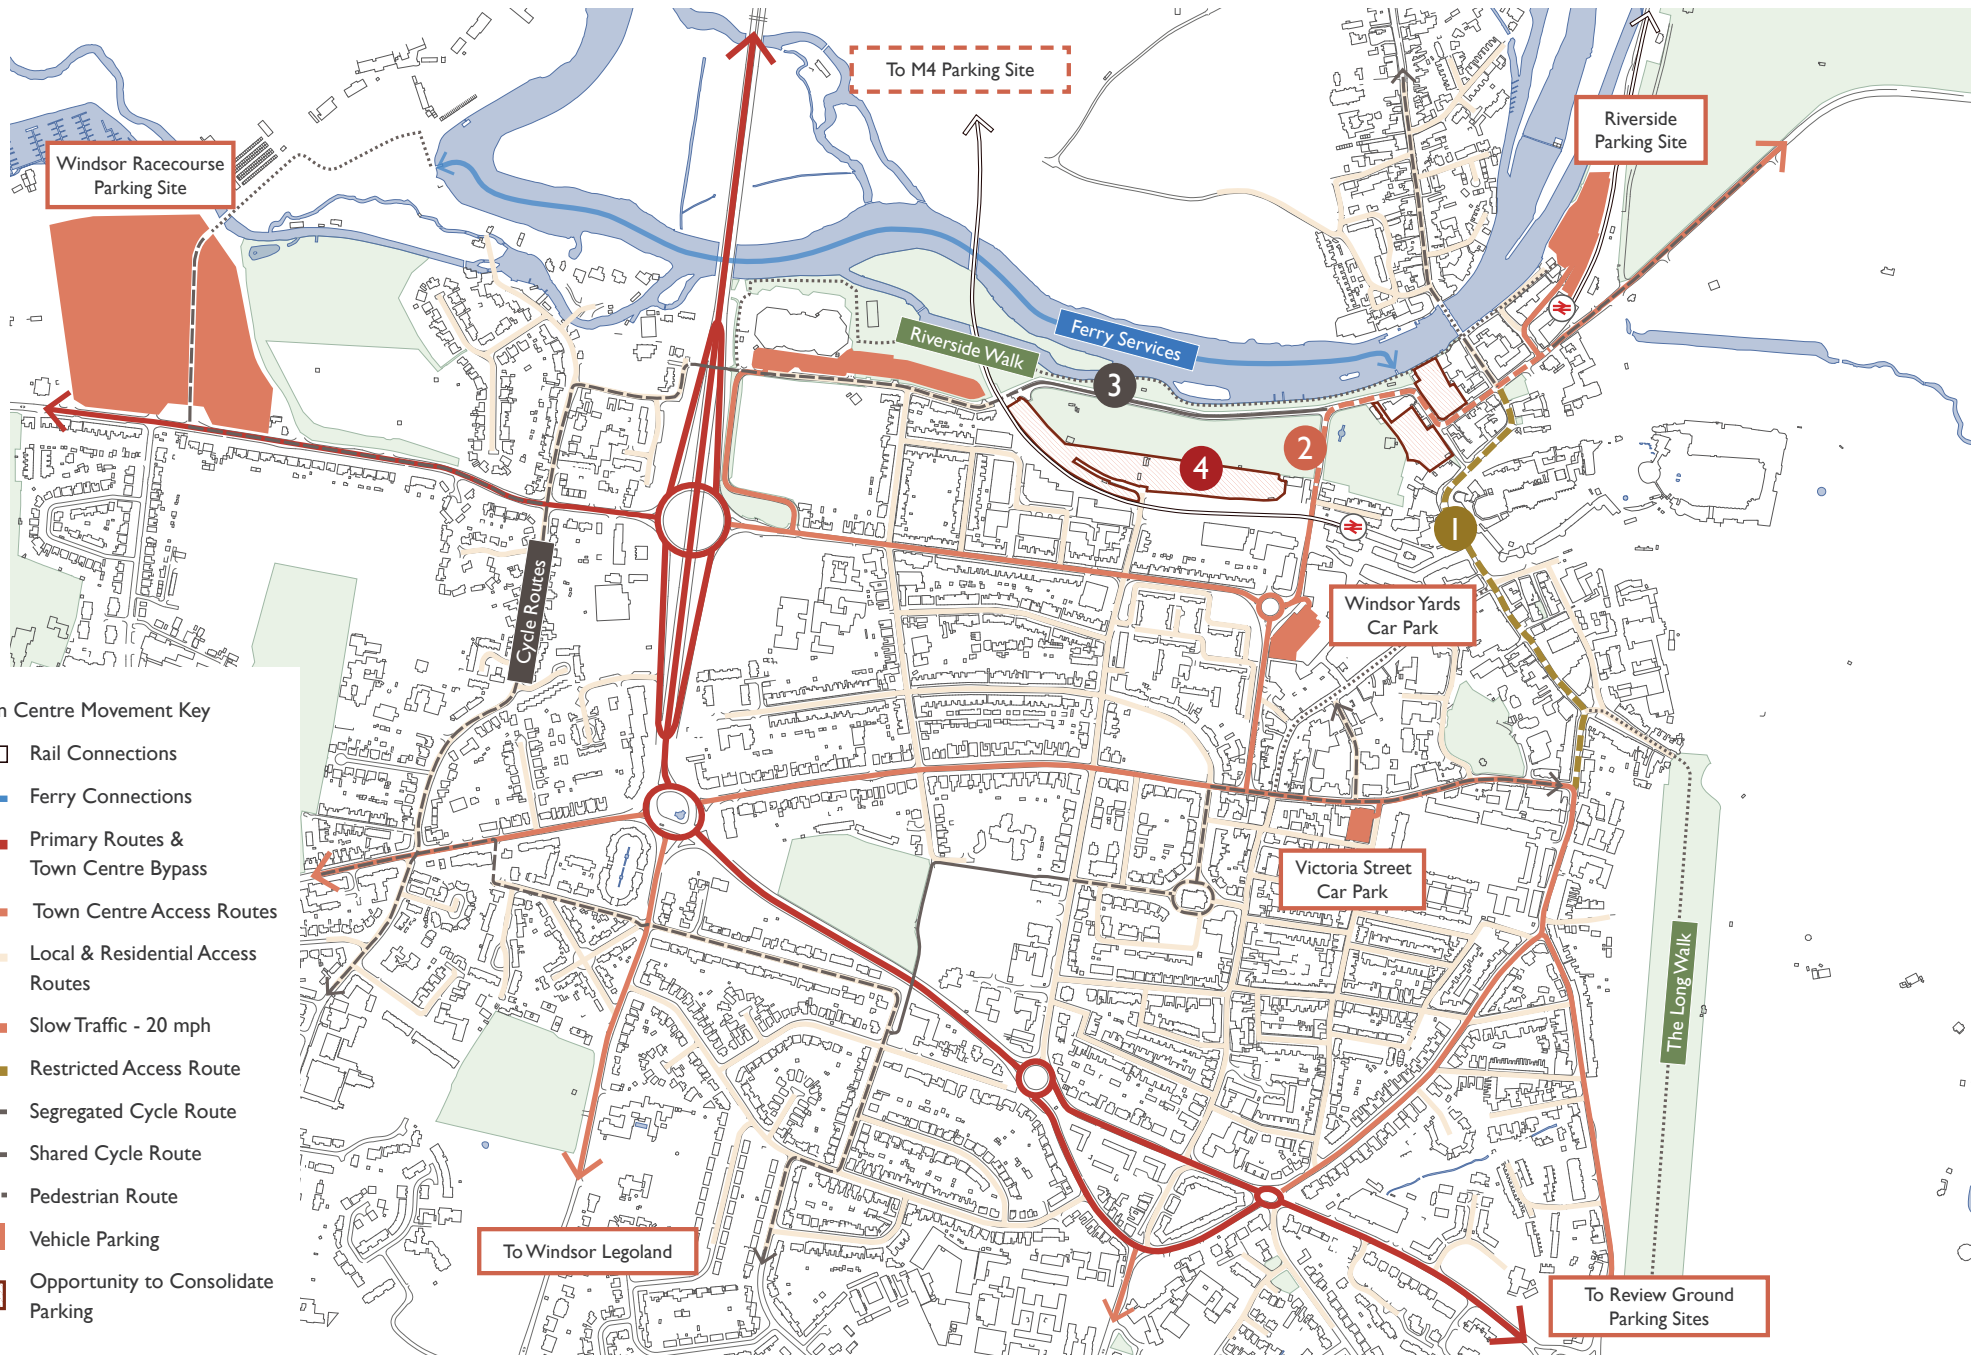 To M4 Parking Site
Riverside
Parking Site
Windsor Racecourse
Parking Site
Riverside Walk
Ferry Services
3
2
4
1
Cycle Routes
Windsor Yards
Car Park
Victoria Street
Car Park
The Long Walk
To Windsor Legoland
To Review Ground
Parking Sites
Centre Movement Key
Rail Connections
Ferry Connections
Primary Routes &
Town Centre Bypass
Town Centre Access Routes
Local & Residential Access
Routes
Slow Traffic - 20 mph
Restricted Access Route
Segregated Cycle Route
Shared Cycle Route
Pedestrian Route
Vehicle Parking
Opportunity to Consolidate
Parking